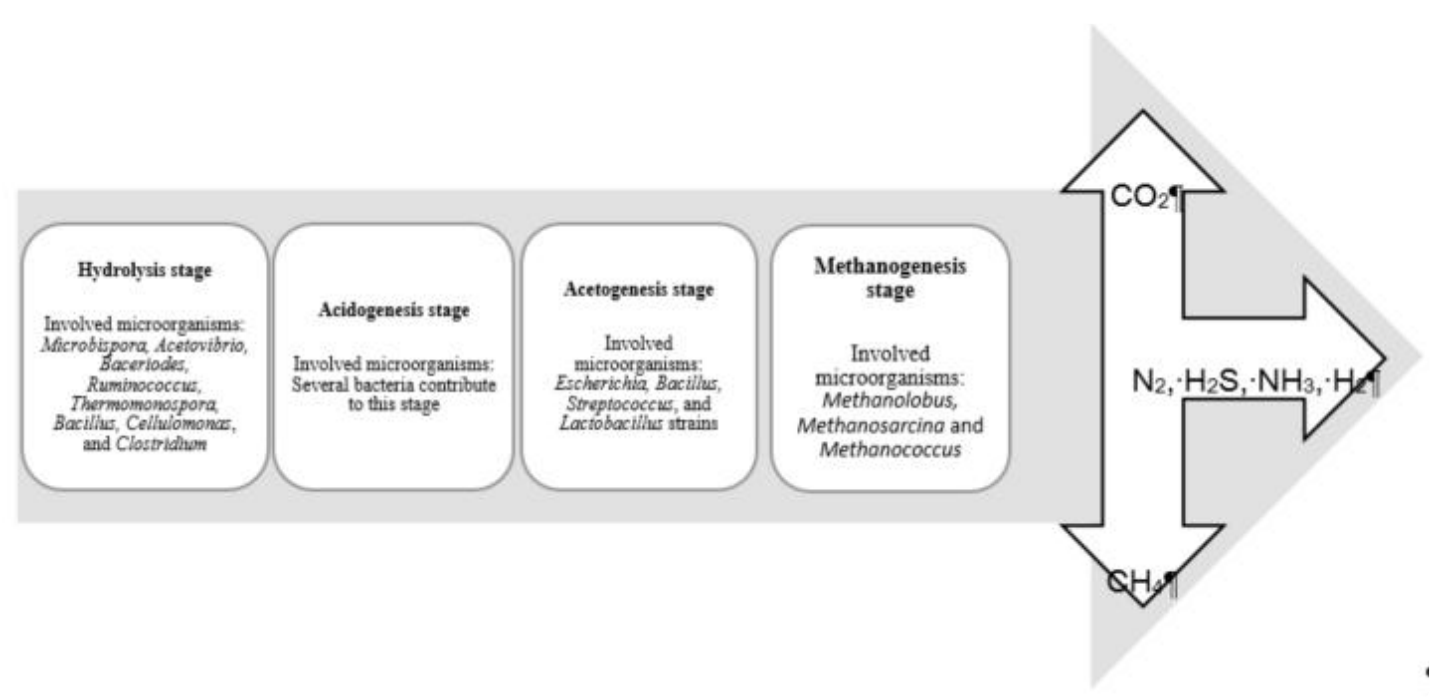 Hydrolysis stage
Involved microorganisms:
Microbispora, Acetovibrio,
Baceriodes,
Ruminococcus,
Thermomonospora,
Bacillus, Cellulomonas,
and Clostridium
Acidogenesis stage
Involved microorganisms:
Several bacteria contribute
to this stage
Acetogenesis stage
Involved
microorganisms:
Escherichia, Bacillus,
Streptococcus, and
Lactobacillus strains
Methanogenesis
stage
Involved
microorganisms:
Methanolobus,
Methanosarcina and
Methanococcus
CO₂¶
N₂,·H₂S,·NH₃,·H₂¶
CH₄¶